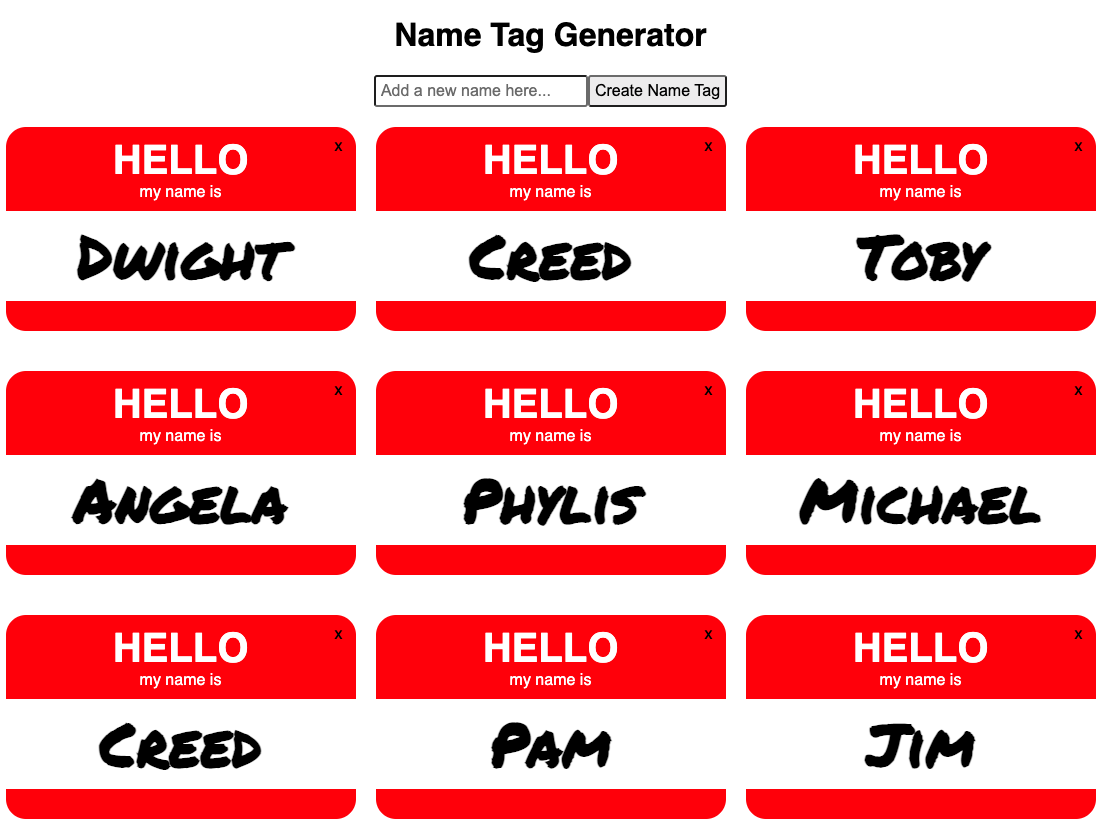 Name Tag Generator
Add a new name here... Create Name Tag
HELLO x HELLO x HELLO x
my name is my name is my name is
Dwight Creed Toby
HELLO x HELLO x HELLO x
my name is my name is my name is
Angela Phylis Michael
HELLO x HELLO x HELLO x
my name is my name is my name is
Creed Pam Jim